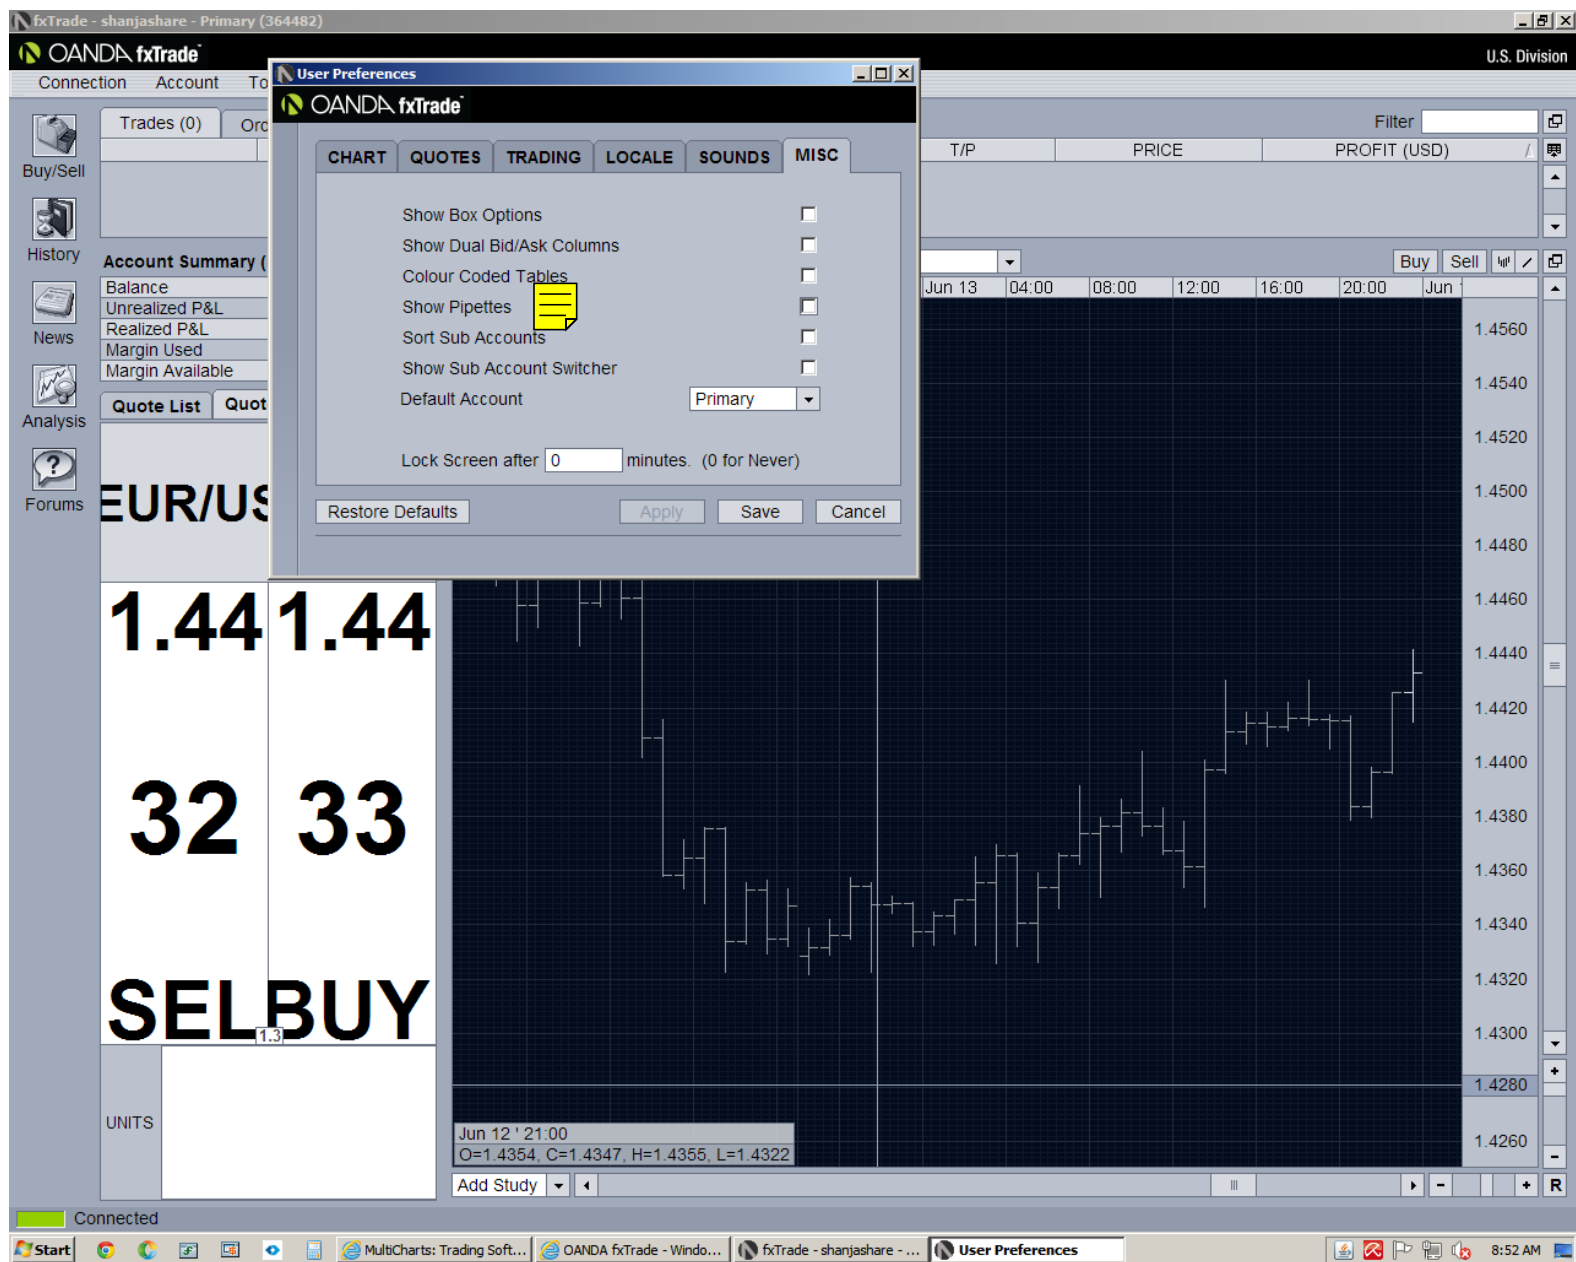 fxTrade - shanjashare - Primary (364482)
OANDA fxTrade
U.S. Division
Connection Account To
User Preferences
OANDA fxTrade
CHART QUOTES TRADING LOCALE SOUNDS MISC
Show Box Options
Show Dual Bid/Ask Columns
Colour Coded Tables
Show Pipettes
Sort Sub Accounts
Show Sub Account Switcher
Default Account Primary
Lock Screen after 0 minutes. (0 for Never)
Restore Defaults Apply Save Cancel
Buy/Sell
History
News
Analysis
Forums
Trades (0) Ord
Filter
T/P PRICE PROFIT (USD)
Account Summary (
Balance
Unrealized P&L
Realized P&L
Margin Used
Margin Available
Quote List Quot
EUR/US
1.44 1.44
32 33
SEL BUY
1.3
UNITS
Buy Sell
Jun 13 04:00 08:00 12:00 16:00 20:00 Jun
1.4560
1.4540
1.4520
1.4500
1.4480
1.4460
1.4440
1.4420
1.4400
1.4380
1.4360
1.4340
1.4320
1.4300
1.4280
1.4260
Jun 12 ' 21:00
O=1.4354, C=1.4347, H=1.4355, L=1.4322
Add Study
- + R
Connected
Start MultiCharts: Trading Soft... OANDA fxTrade - Windo... fxTrade - shanjashare - ... User Preferences 8:52 AM